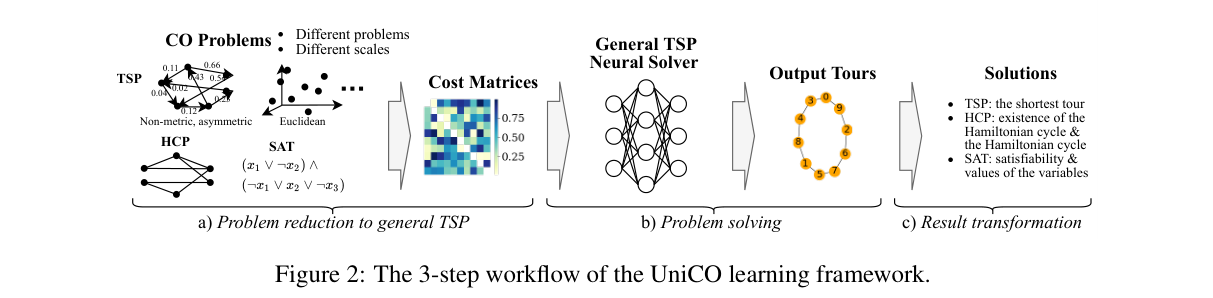 CO Problems
• Different problems
• Different scales
TSP
0.11
0.66
0.43
0.5
0.04
0.02
0.12
Non-metric, asymmetric
Euclidean
...
HCP
SAT
(x₁ ∨ ¬x₂) ∧
(¬x₁ ∨ x₂ ∨ ¬x₃)
Cost Matrices
0.75
0.50
0.25
a) Problem reduction to general TSP
General TSP
Neural Solver
Output Tours
0
9
2
6
7
5
1
8
4
3
b) Problem solving
Solutions
• TSP: the shortest tour
• HCP: existence of the
Hamiltonian cycle &
the Hamiltonian cycle
• SAT: satisfiability &
values of the variables
c) Result transformation
Figure 2: The 3-step workflow of the UniCO learning framework.